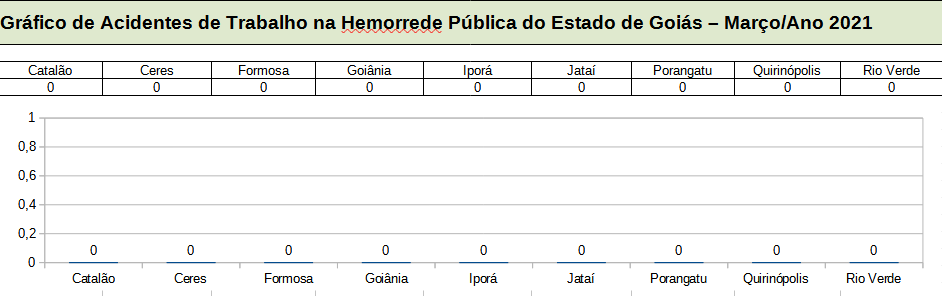 Gráfico de Acidentes de Trabalho na Hemorrede Pública do Estado de Goiás – Março/Ano 2021
Catalão Ceres Formosa Goiânia Iporá Jataí Porangatu Quirinópolis Rio Verde
0 0 0 0 0 0 0 0 0
1
0,8
0,6
0,4
0,2
0 0 0 0 0 0 0 0 0
0
Catalão Ceres Formosa Goiânia Iporá Jataí Porangatu Quirinópolis Rio Verde